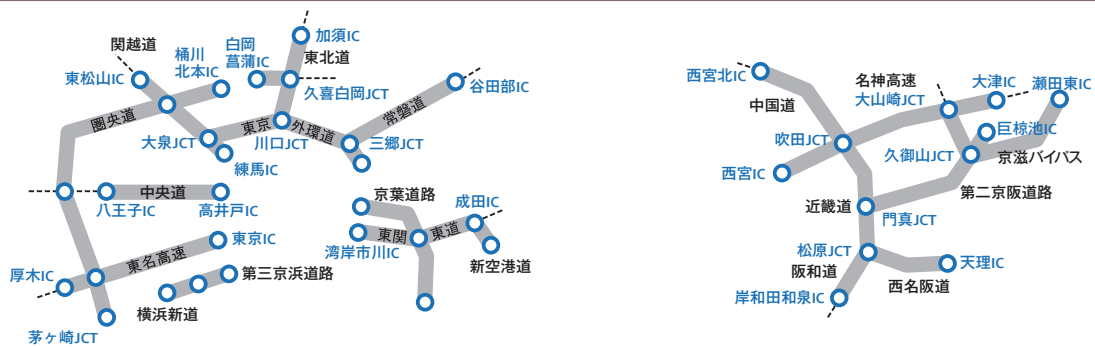 関越道
東松山IC
桶川
北本IC
白岡
菖蒲IC
加須IC
東北道
久喜白岡JCT
谷田部IC
常磐道
圏央道
大泉JCT
練馬IC
東京
川口JCT
外環道
三郷JCT
中央道
八王子IC
高井戸IC
東名高速
東京IC
厚木IC
茅ヶ崎JCT
第三京浜道路
横浜新道
京葉道路
湾岸市川IC
東関
東道
成田IC
新空港道
西宮北IC
中国道
吹田JCT
西宮IC
名神高速
大山崎JCT
大津IC
瀬田東IC
巨椋池IC
久御山JCT
京滋バイパス
第二京阪道路
近畿道
門真JCT
松原JCT
阪和道
岸和田和泉IC
天理IC
西名阪道